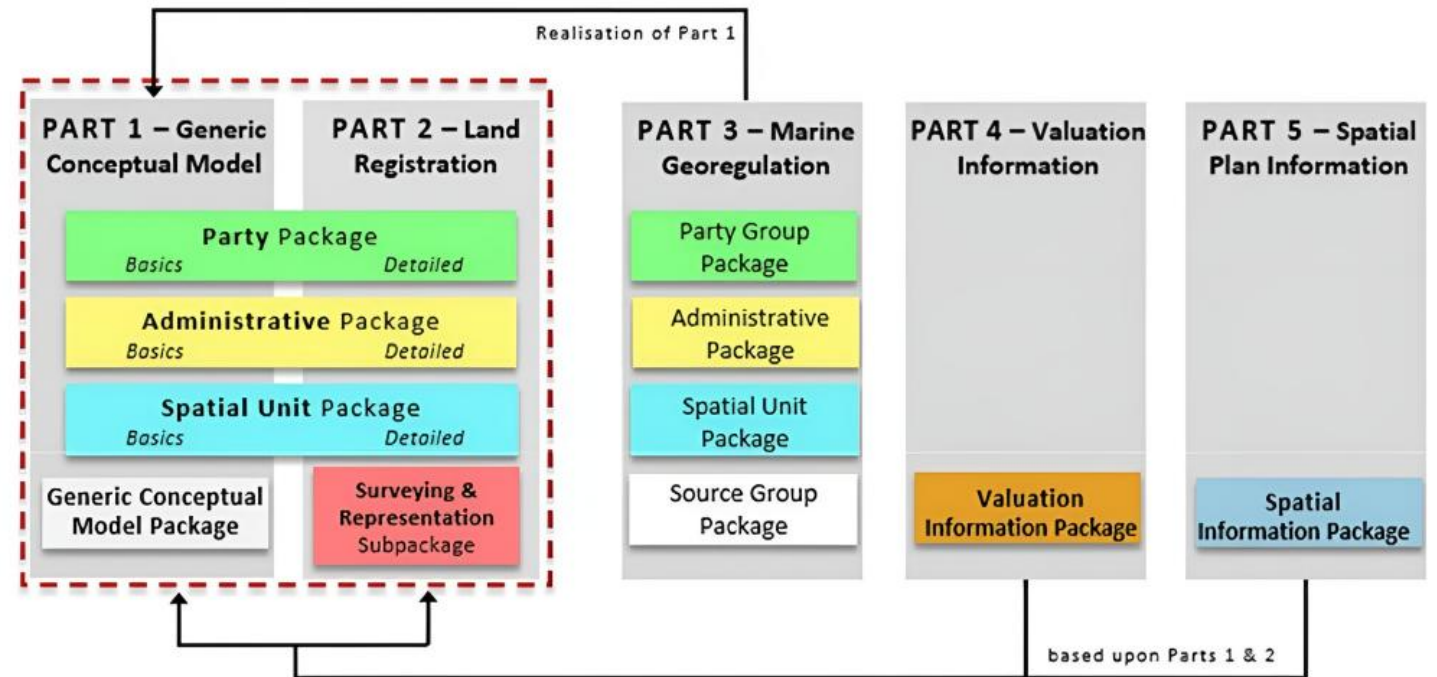 Realisation of Part 1
PART 1 – Generic
Conceptual Model
PART 2 – Land
Registration
PART 3 – Marine
Georegulation
PART 4 – Valuation
Information
PART 5 – Spatial
Plan Information
Party Package
Basics Detailed
Administrative Package
Basics Detailed
Spatial Unit Package
Basics Detailed
Generic Conceptual
Model Package
Surveying &
Representation
Subpackage
Party Group
Package
Administrative
Package
Spatial Unit
Package
Source Group
Package
Valuation
Information Package
Spatial
Information Package
based upon Parts 1 & 2